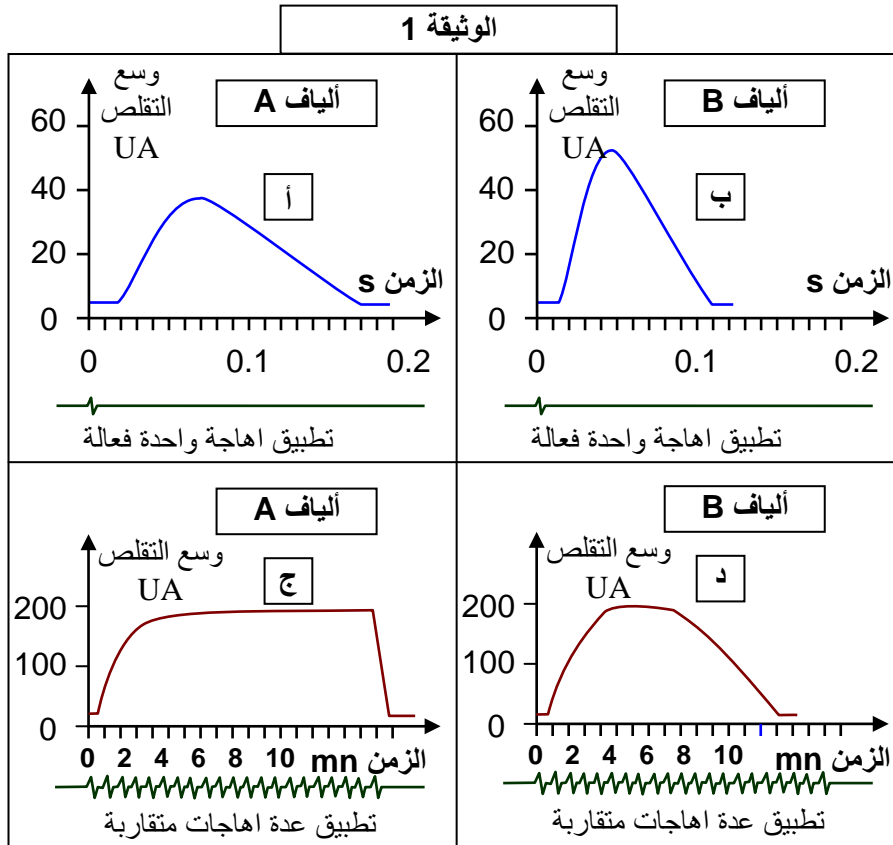 الوثيقة 1
وسع
التقلص
UA
ألياف A
أ
60
40
20
0
الزمن s
0 0.1 0.2
تطبيق اهاجة واحدة فعالة
وسع
التقلص
UA
ألياف B
ب
60
40
20
0
الزمن s
0 0.1 0.2
تطبيق اهاجة واحدة فعالة
ألياف A
وسع التقلص
UA
ج
200
100
0
0 2 4 6 8 10 الزمن mn
تطبيق عدة اهاجات متقاربة
ألياف B
وسع التقلص
UA
د
200
100
0
0 2 4 6 8 10 الزمن mn
تطبيق عدة اهاجات متقاربة